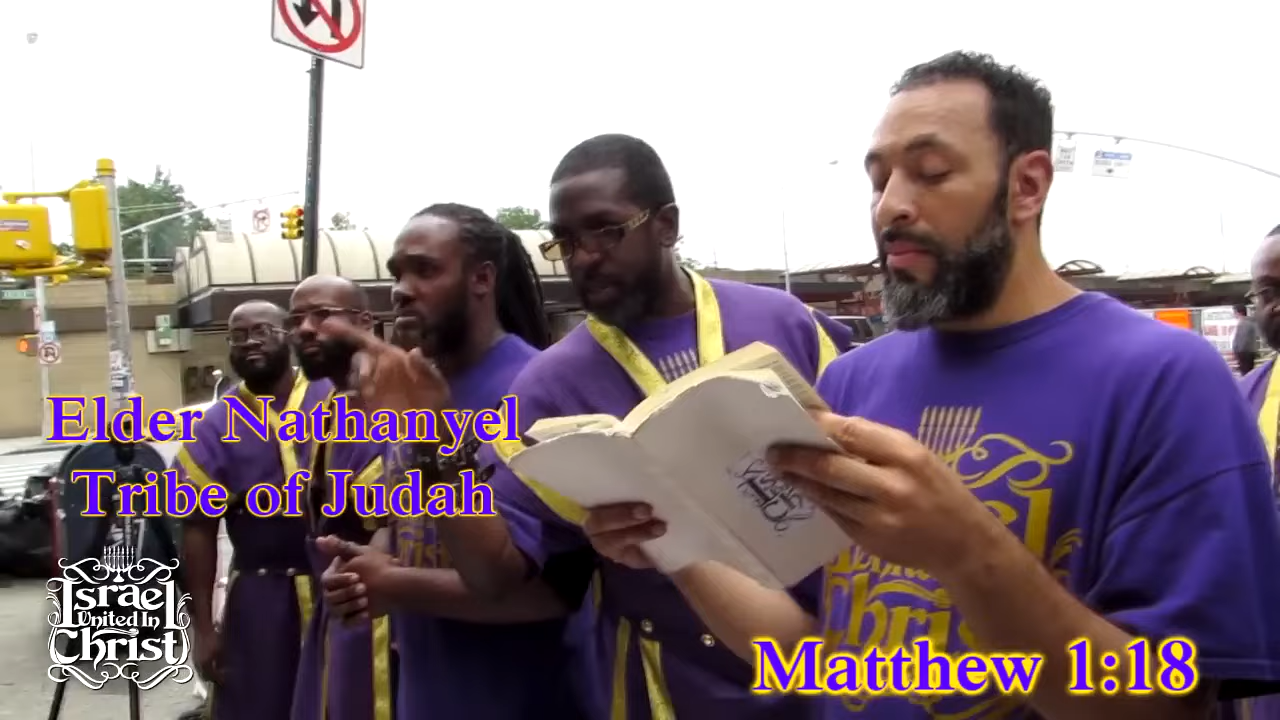 Elder Nathanyel
Tribe of Judah
Israel
United In
Christ
Matthew 1:18